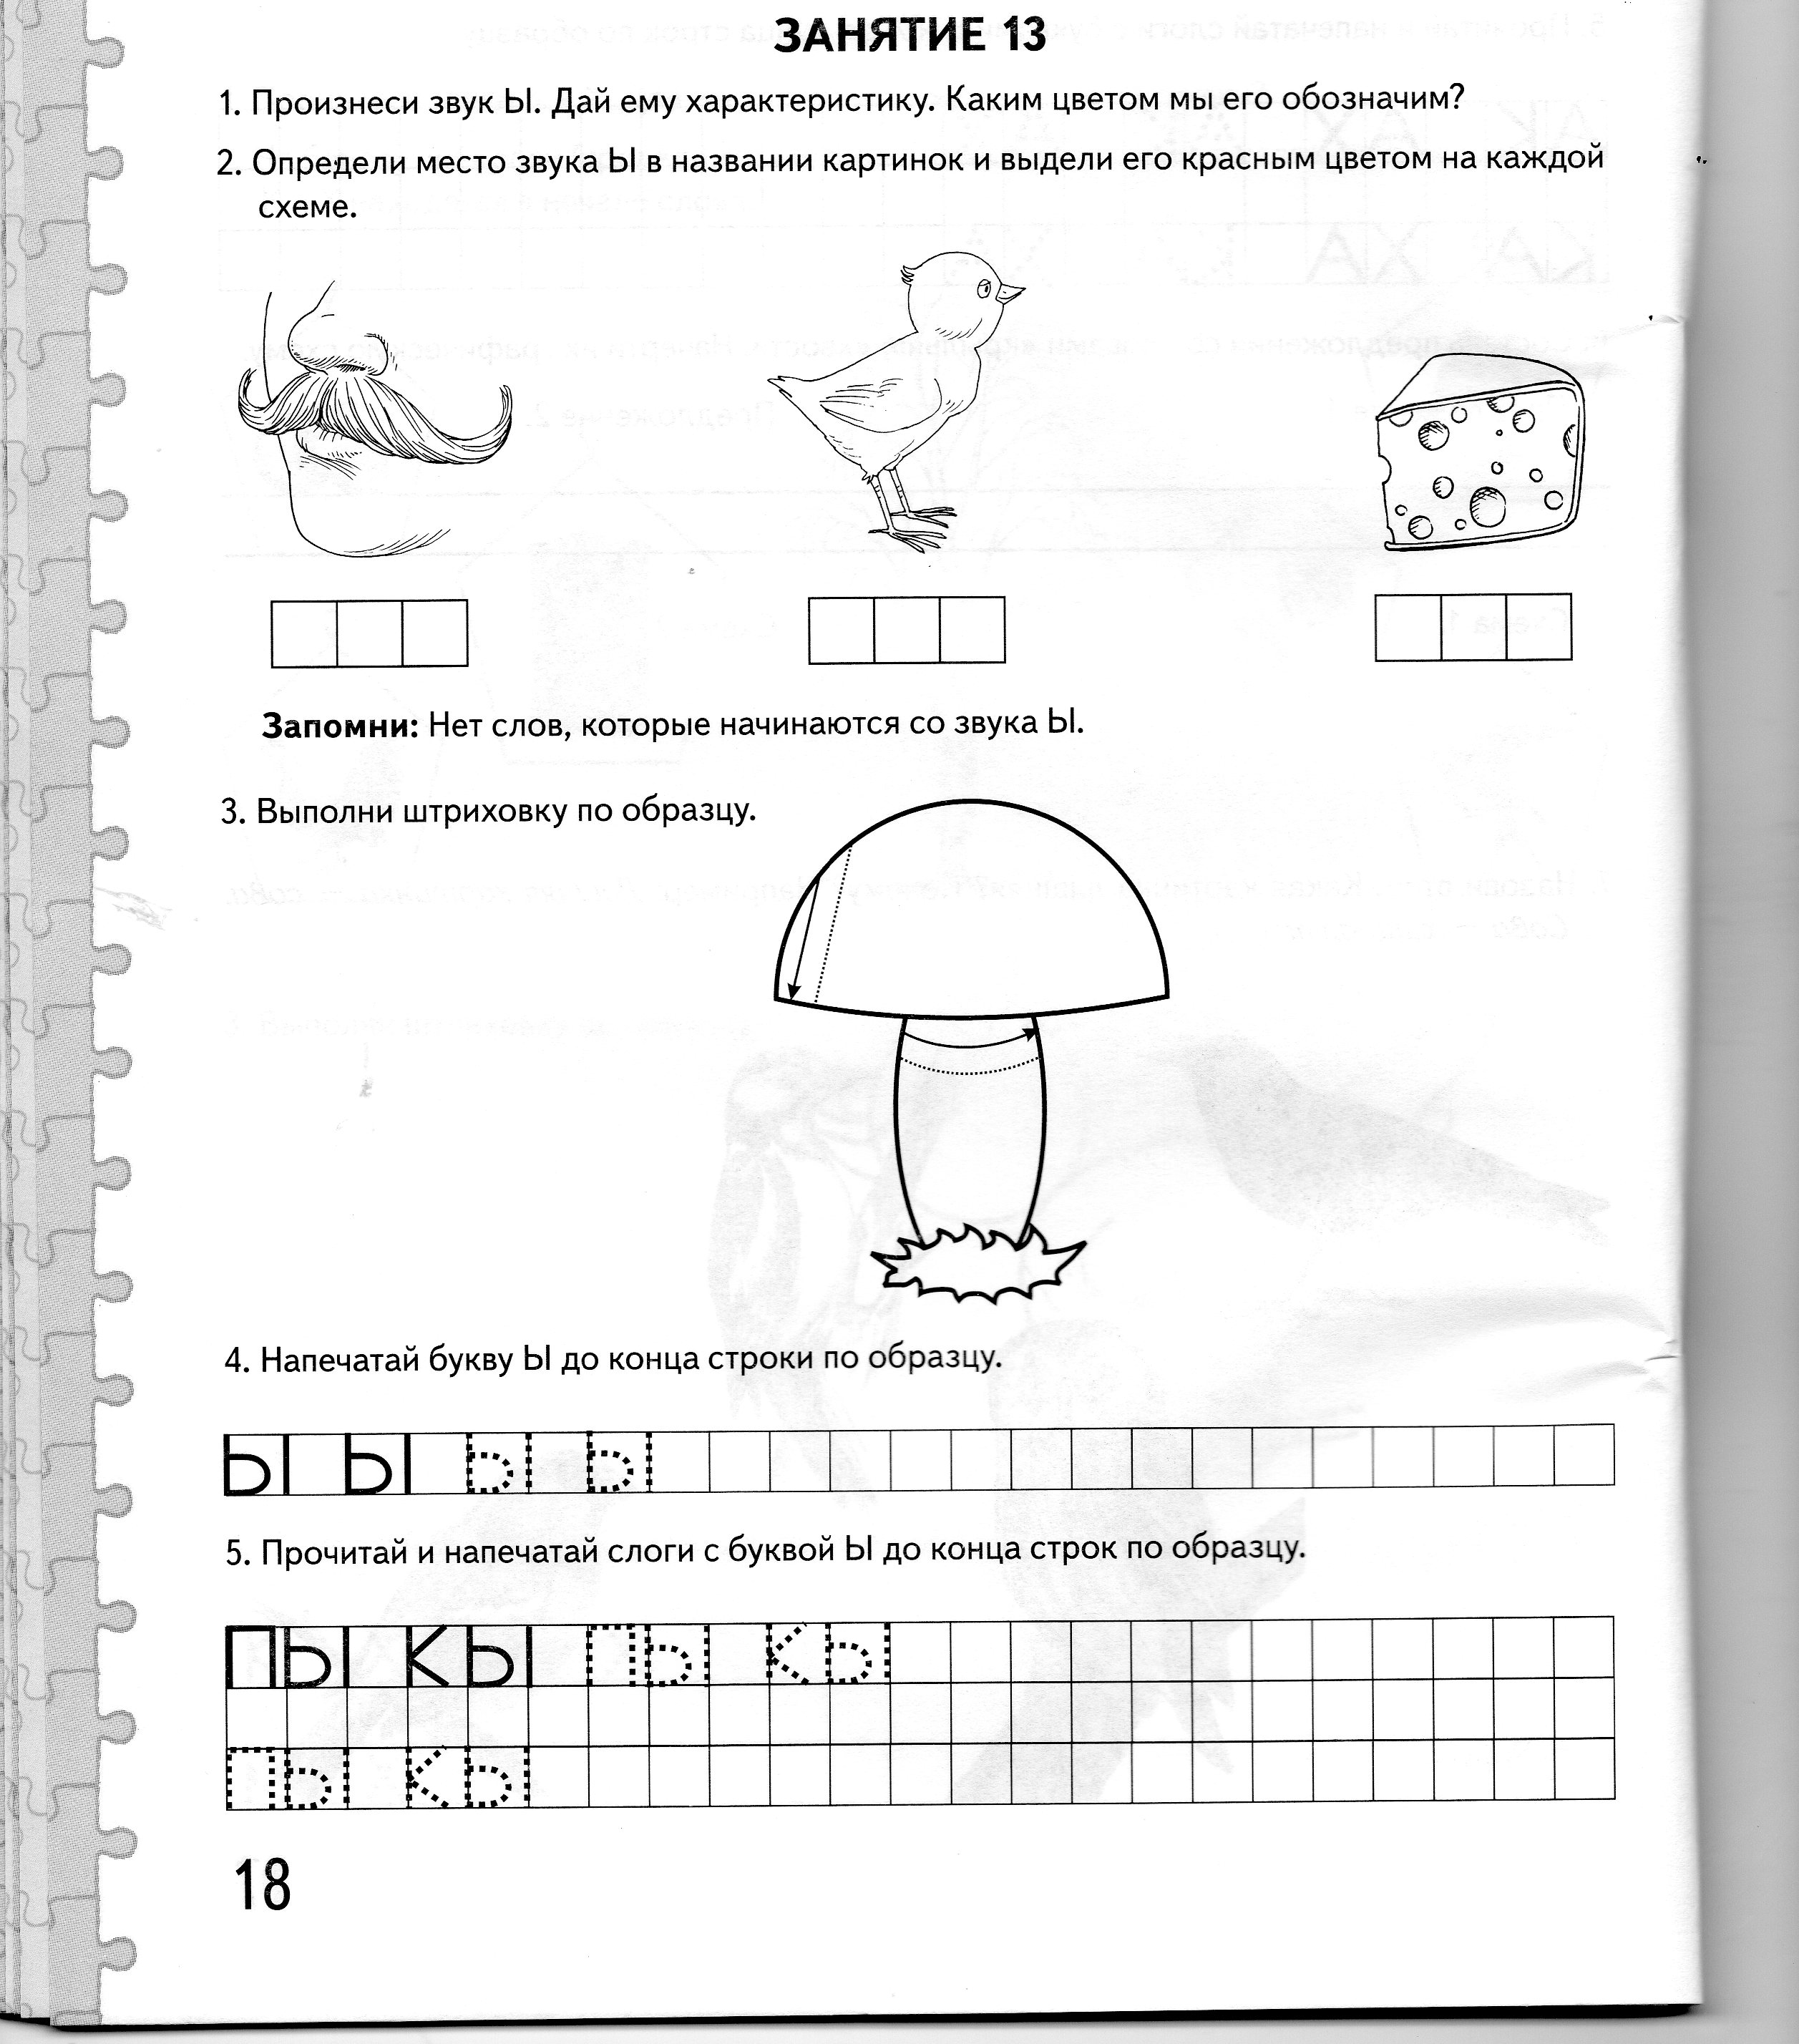 ЗАНЯТИЕ 13
1. Произнеси звук Ы. Дай ему характеристику. Каким цветом мы его обозначим?
2. Определи место звука Ы в названии картинок и выдели его красным цветом на каждой
схеме.
Запомни: Нет слов, которые начинаются со звука Ы.
3. Выполни штриховку по образцу.
4. Напечатай букву Ы до конца строки по образцу.
Ы Ы Ы Ы
5. Прочитай и напечатай слоги с буквой Ы до конца строк по образцу.
ПЫ КЫ ПЫ КЫ
ПЫ КЫ
18